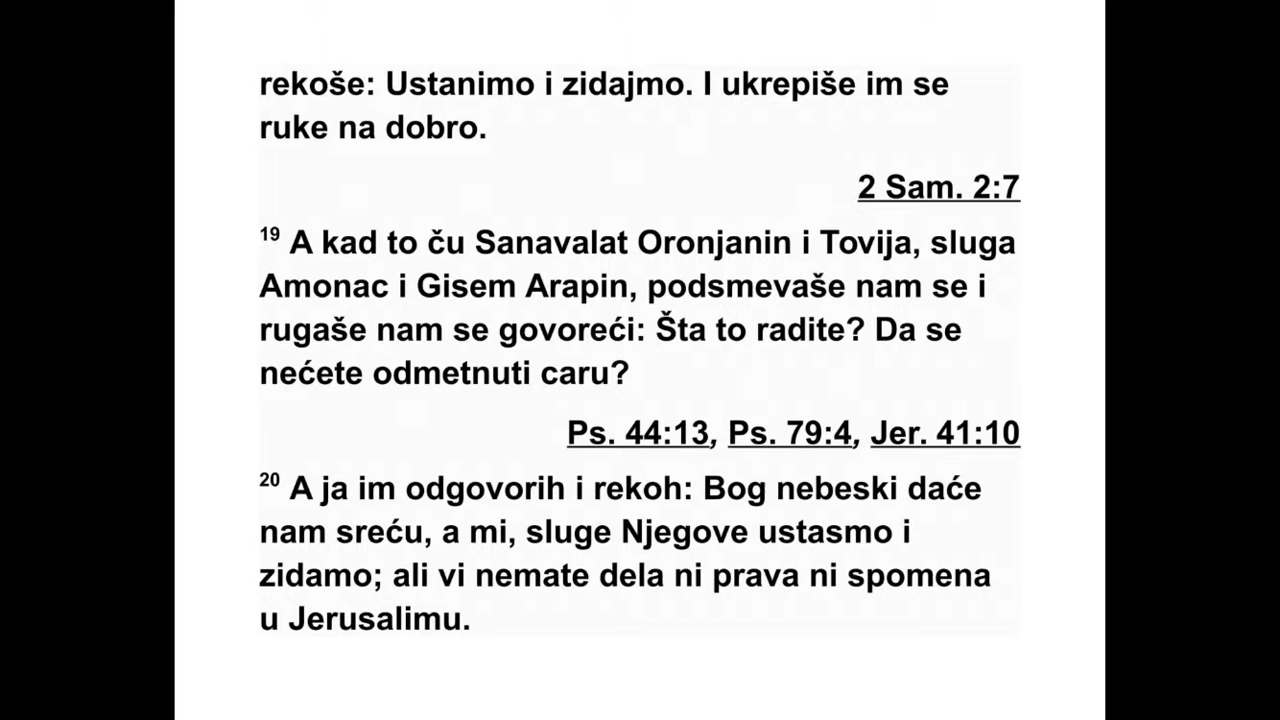 rekoše: Ustanimo i zidajmo. I ukrepiše im se
ruke na dobro.
2 Sam. 2:7
19 A kad to ču Sanavalat Oronjanin i Tovija, sluga
Amonac i Gisem Arapin, podsmevaše nam se i
rugaše nam se govoreći: Šta to radite? Da se
nećete odmetnuti caru?
Ps. 44:13, Ps. 79:4, Jer. 41:10
20 A ja im odgovorih i rekoh: Bog nebeski daće
nam sreću, a mi, sluge Njegove ustasmo i
zidamo; ali vi nemate dela ni prava ni spomena
u Jerusalimu.